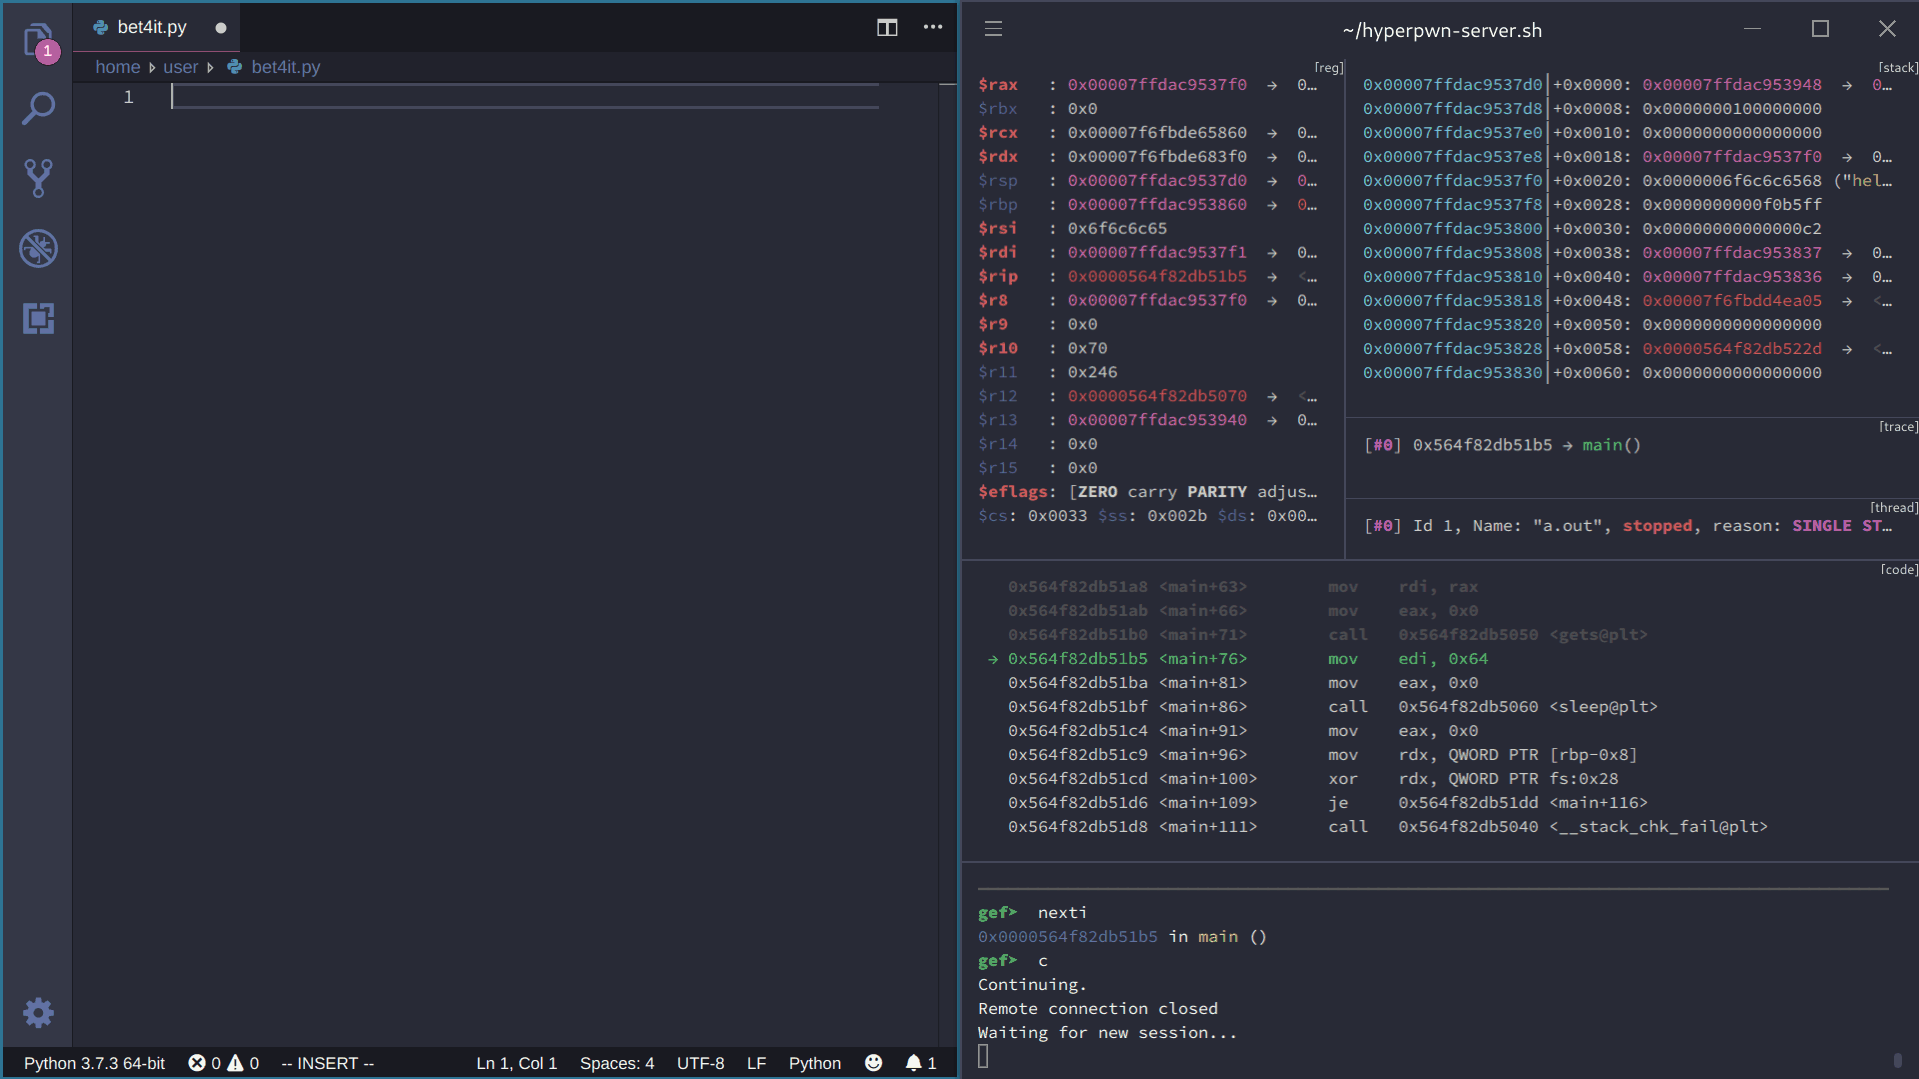 1
bet4it.py
home user bet4it.py
1
Python 3.7.3 64-bit 0 0 -- INSERT -- Ln 1, Col 1 Spaces: 4 UTF-8 LF Python 1
~/hyperpwn-server.sh
[reg]
$rax : 0x00007ffdac9537f0 → 0…
$rbx : 0x0
$rcx : 0x00007f6fbde65860 → 0…
$rdx : 0x00007f6fbde683f0 → 0…
$rsp : 0x00007ffdac9537d0 → 0…
$rbp : 0x00007ffdac953860 → 0…
$rsi : 0x6f6c6c65
$rdi : 0x00007ffdac9537f1 → 0…
$rip : 0x0000564f82db51b5 → <…
$r8 : 0x00007ffdac9537f0 → 0…
$r9 : 0x0
$r10 : 0x70
$r11 : 0x246
$r12 : 0x0000564f82db5070 → <…
$r13 : 0x00007ffdac953940 → 0…
$r14 : 0x0
$r15 : 0x0
$eflags: [ZERO carry PARITY adjus…
$cs: 0x0033 $ss: 0x002b $ds: 0x00…
[stack]
0x00007ffdac9537d0│+0x0000: 0x00007ffdac953948 → 0…
0x00007ffdac9537d8│+0x0008: 0x0000000100000000
0x00007ffdac9537e0│+0x0010: 0x0000000000000000
0x00007ffdac9537e8│+0x0018: 0x00007ffdac9537f0 → 0…
0x00007ffdac9537f0│+0x0020: 0x0000006f6c6c6568 ("hel…
0x00007ffdac9537f8│+0x0028: 0x0000000000f0b5ff
0x00007ffdac953800│+0x0030: 0x00000000000000c2
0x00007ffdac953808│+0x0038: 0x00007ffdac953837 → 0…
0x00007ffdac953810│+0x0040: 0x00007ffdac953836 → 0…
0x00007ffdac953818│+0x0048: 0x00007f6fbdd4ea05 → <…
0x00007ffdac953820│+0x0050: 0x0000000000000000
0x00007ffdac953828│+0x0058: 0x0000564f82db522d → <…
0x00007ffdac953830│+0x0060: 0x0000000000000000
[trace]
[#0] 0x564f82db51b5 → main()
[thread]
[#0] Id 1, Name: "a.out", stopped, reason: SINGLE ST…
[code]
0x564f82db51a8 <main+63> mov rdi, rax
0x564f82db51ab <main+66> mov eax, 0x0
0x564f82db51b0 <main+71> call 0x564f82db5050 <gets@plt>
→ 0x564f82db51b5 <main+76> mov edi, 0x64
0x564f82db51ba <main+81> mov eax, 0x0
0x564f82db51bf <main+86> call 0x564f82db5060 <sleep@plt>
0x564f82db51c4 <main+91> mov eax, 0x0
0x564f82db51c9 <main+96> mov rdx, QWORD PTR [rbp-0x8]
0x564f82db51cd <main+100> xor rdx, QWORD PTR fs:0x28
0x564f82db51d6 <main+109> je 0x564f82db51dd <main+116>
0x564f82db51d8 <main+111> call 0x564f82db5040 <__stack_chk_fail@plt>
gef➤ nexti
0x0000564f82db51b5 in main ()
gef➤ c
Continuing.
Remote connection closed
Waiting for new session...